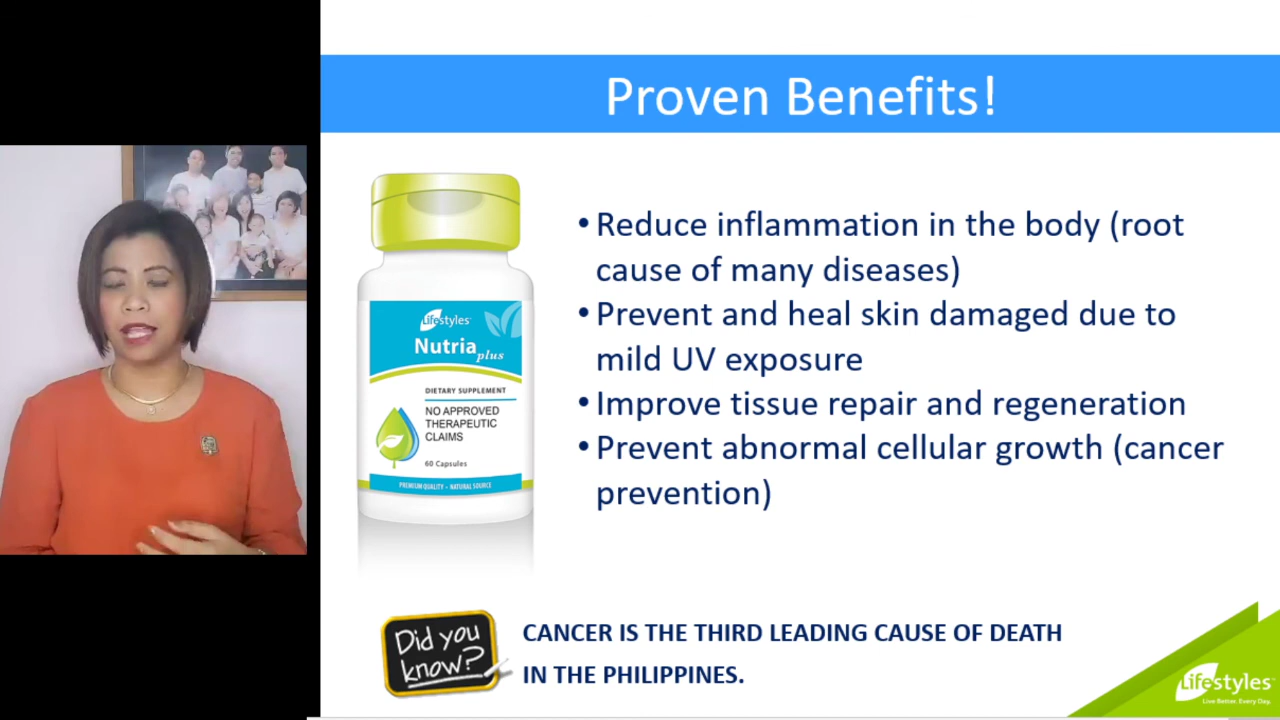 Proven Benefits!
• Reduce inflammation in the body (root
cause of many diseases)
• Prevent and heal skin damaged due to
mild UV exposure
• Improve tissue repair and regeneration
• Prevent abnormal cellular growth (cancer
prevention)
Lifestyles
Nutria plus
DIETARY SUPPLEMENT
NO APPROVED
THERAPEUTIC
CLAIMS
60 Capsules
PREMIUM QUALITY • NATURAL SOURCE
Did you
know?
CANCER IS THE THIRD LEADING CAUSE OF DEATH
IN THE PHILIPPINES.
Lifestyles
Live Better. Every Day.